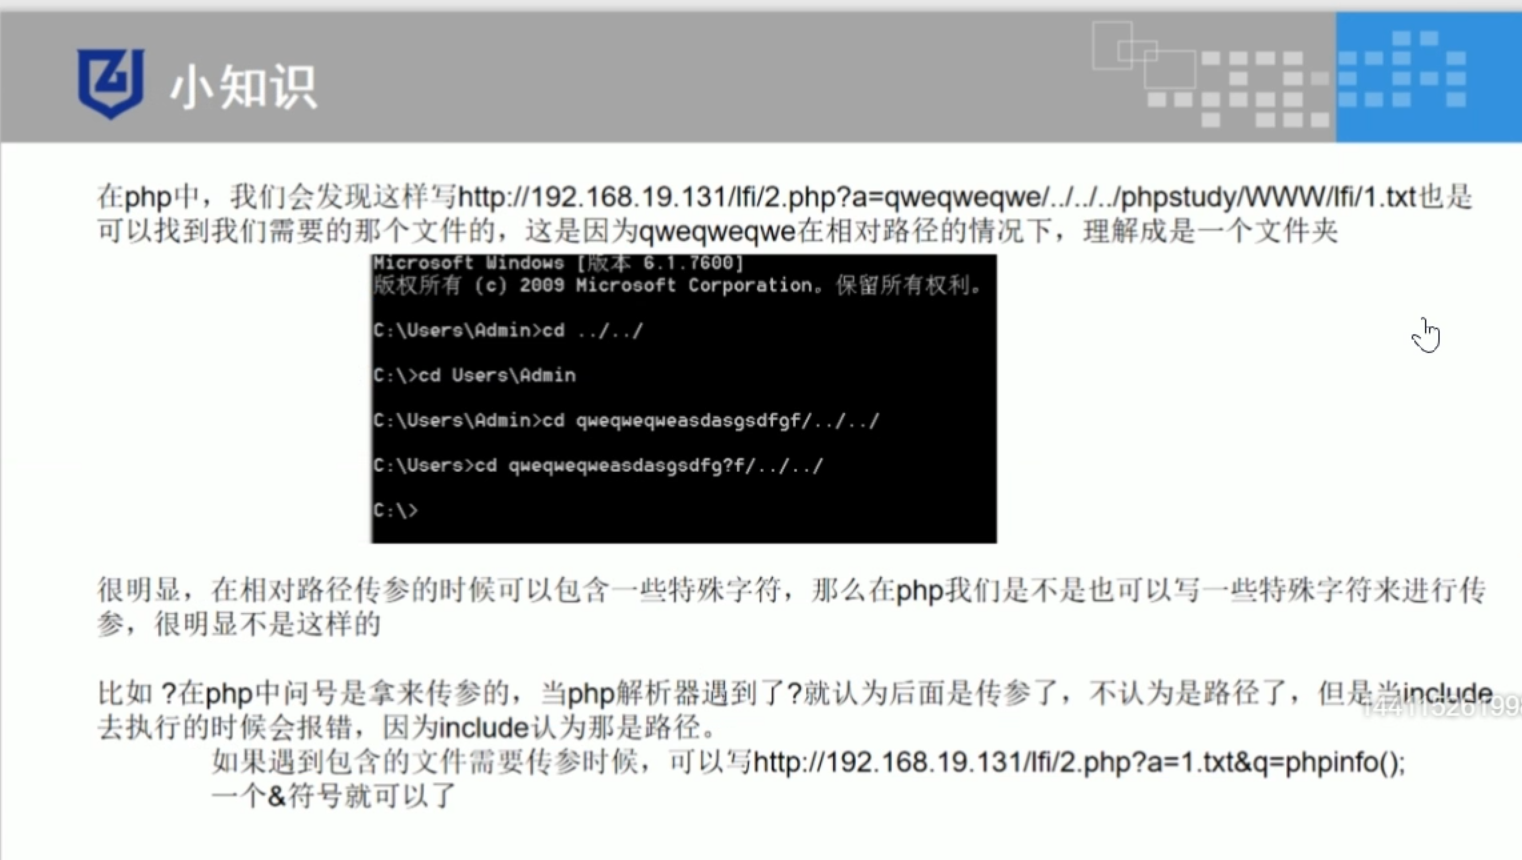 小知识
在php中，我们会发现这样写http://192.168.19.131/lfi/2.php?a=qweqweqwe/../../../phpstudy/WWW/lfi/1.txt也是
可以找到我们需要的那个文件的，这是因为qweqweqwe在相对路径的情况下，理解成是一个文件夹
Microsoft Windows [版本 6.1.7600]
版权所有 (c) 2009 Microsoft Corporation。保留所有权利。
C:\Users\Admin>cd ../../
C:\>cd Users\Admin
C:\Users\Admin>cd qweqweqweasdasgsdfgf/../../
C:\Users>cd qweqweqweasdasgsdfg?f/../../
C:\>
很明显，在相对路径传参的时候可以包含一些特殊字符，那么在php我们是不是也可以写一些特殊字符来进行传
参，很明显不是这样的
比如 ?在php中问号是拿来传参的，当php解析器遇到了?就认为后面是传参了，不认为是路径了，但是当include
去执行的时候会报错，因为include认为那是路径。
如果遇到包含的文件需要传参时候，可以写http://192.168.19.131/lfi/2.php?a=1.txt&q=phpinfo();
一个&符号就可以了